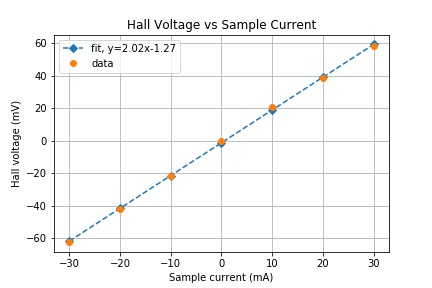 Hall Voltage vs Sample Current
fit, y=2.02x-1.27
data
Hall voltage (mV)
60
40
20
0
−20
−40
−60
−30 −20 −10 0 10 20 30
Sample current (mA)